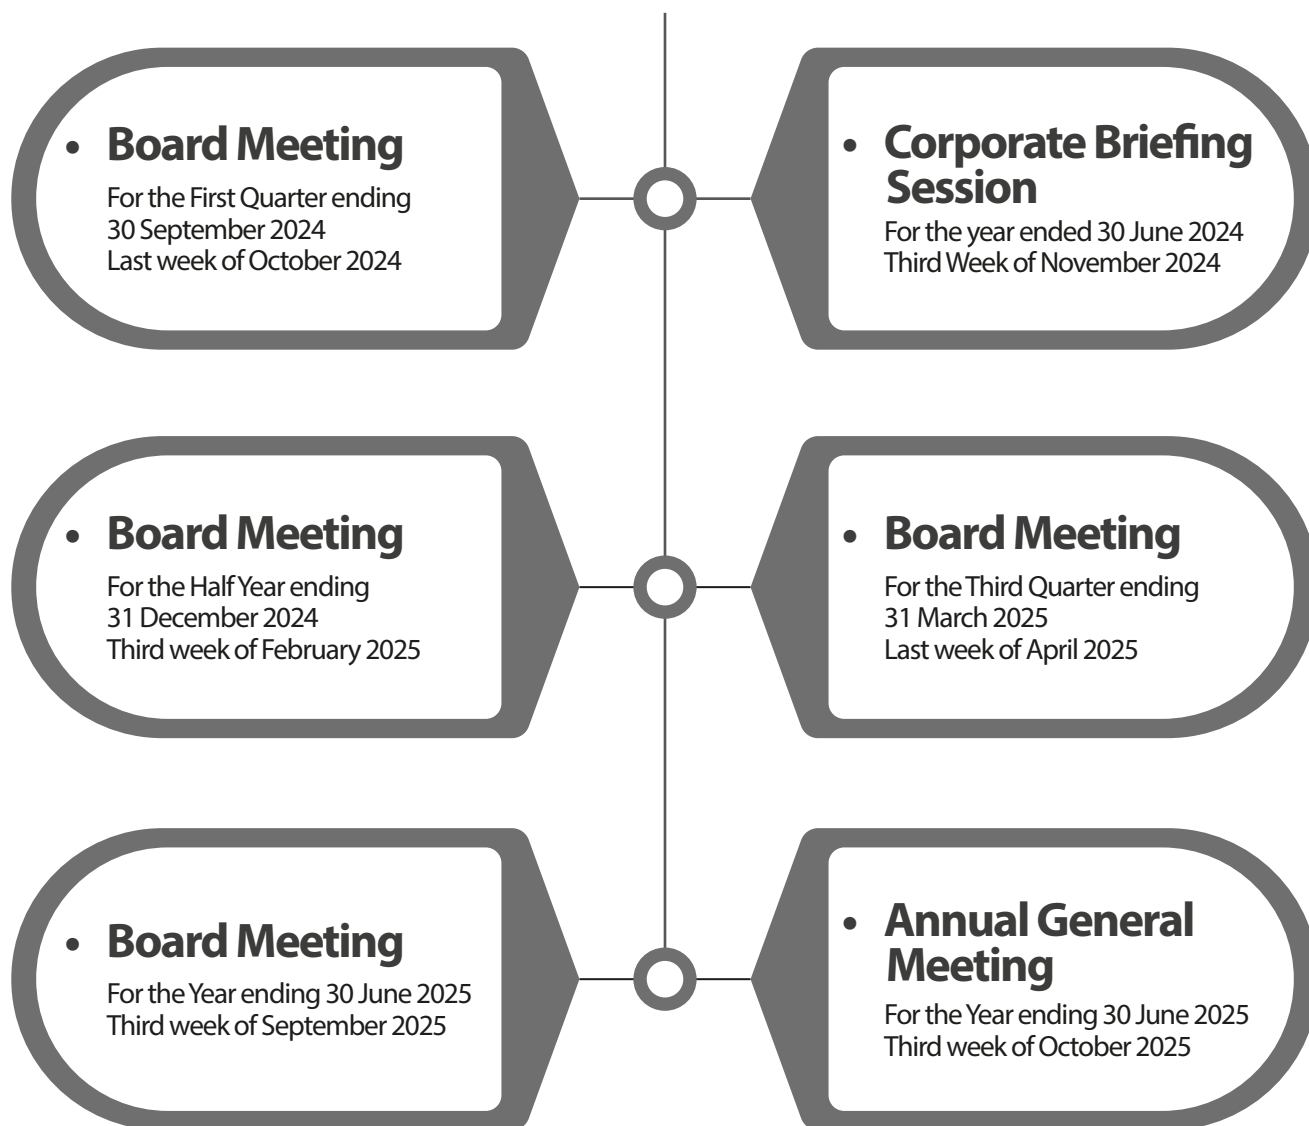 • Board Meeting
For the First Quarter ending
30 September 2024
Last week of October 2024
• Corporate Briefing
Session
For the year ended 30 June 2024
Third Week of November 2024
• Board Meeting
For the Half Year ending
31 December 2024
Third week of February 2025
• Board Meeting
For the Third Quarter ending
31 March 2025
Last week of April 2025
• Board Meeting
For the Year ending 30 June 2025
Third week of September 2025
• Annual General
Meeting
For the Year ending 30 June 2025
Third week of October 2025